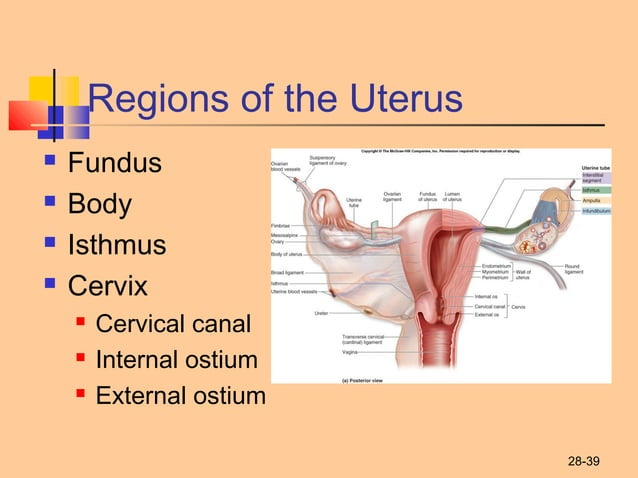 Regions of the Uterus
Fundus
Body
Isthmus
Cervix
Cervical canal
Internal ostium
External ostium
Copyright © The McGraw-Hill Companies, Inc. Permission required for reproduction or display.
Ovarian
blood vessels
Suspensory
ligament of ovary
Uterine
tube
Ovarian
ligament
Fundus
of uterus
Lumen
of uterus
Uterine tube
Interstitial
segment
Isthmus
Ampulla
Infundibulum
Fimbriae
Mesosalpinx
Ovary
Body of uterus
Broad ligament
Isthmus
Uterine blood vessels
Ureter
Transverse cervical
(cardinal) ligament
Vagina
Endometrium
Myometrium
Perimetrium
Wall of
uterus
Round
ligament
Internal os
Cervical canal
External os
Cervix
(a) Posterior view
28-39